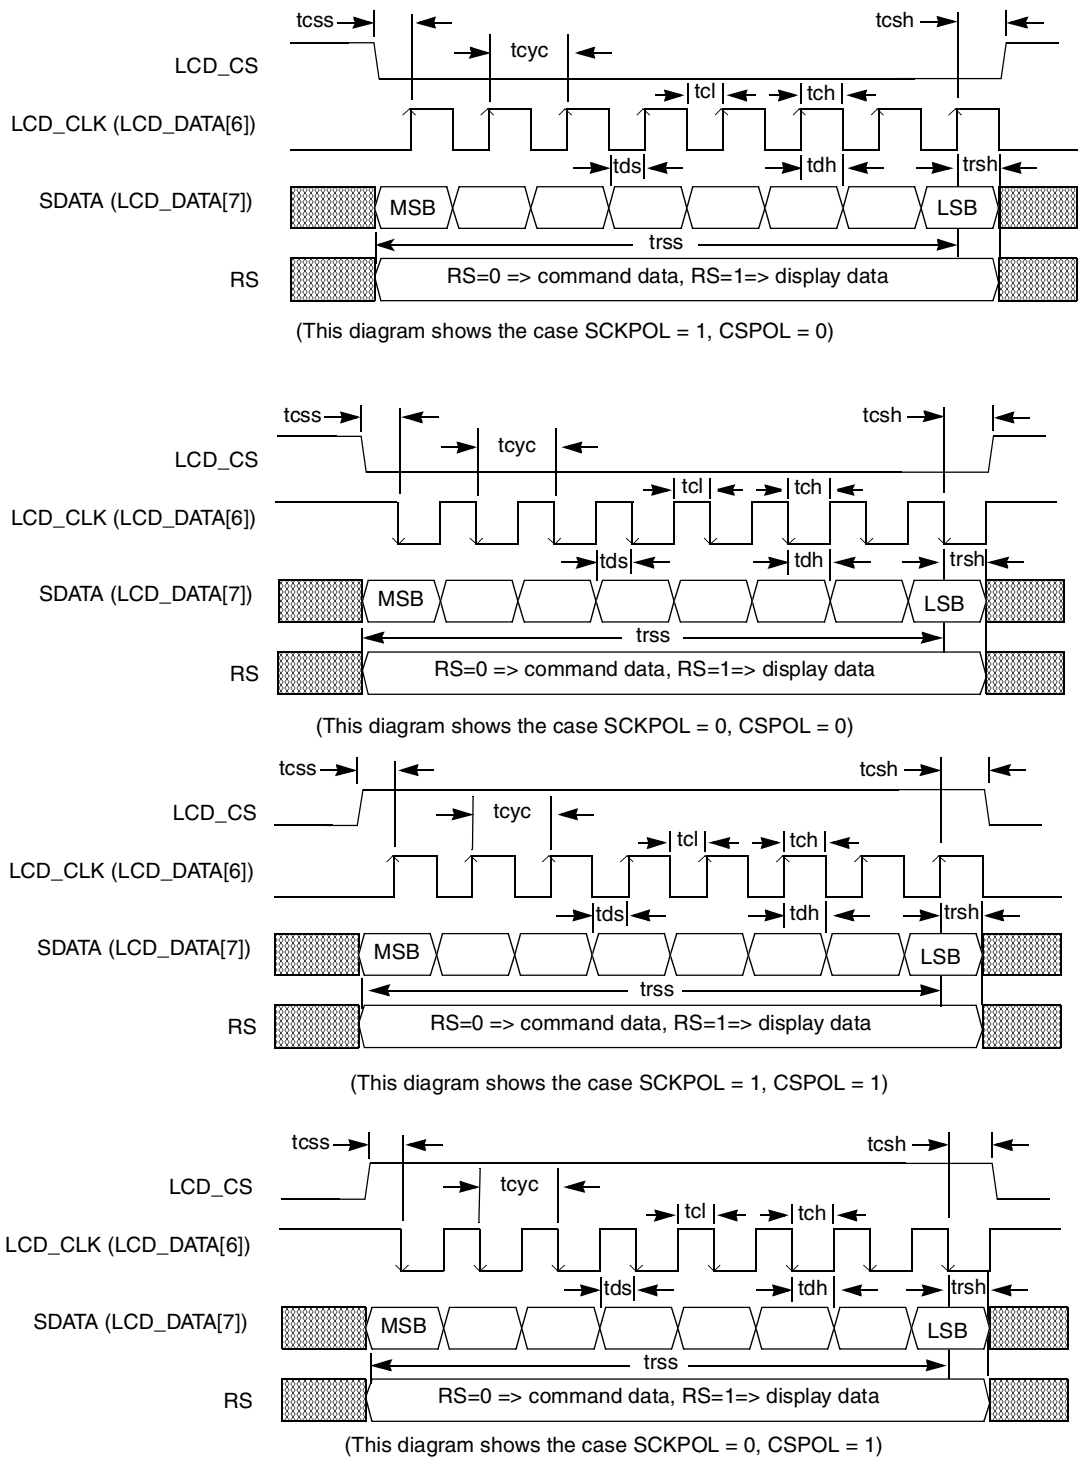 tcss
tcsh
LCD_CS
tcyc
tcl
tch
LCD_CLK (LCD_DATA[6])
tds
tdh
trsh
SDATA (LCD_DATA[7])
MSB
LSB
trss
RS
RS=0 => command data, RS=1=> display data
(This diagram shows the case SCKPOL = 1, CSPOL = 0)
tcss
tcsh
LCD_CS
tcyc
tcl
tch
LCD_CLK (LCD_DATA[6])
tds
tdh
trsh
SDATA (LCD_DATA[7])
MSB
LSB
trss
RS
RS=0 => command data, RS=1=> display data
(This diagram shows the case SCKPOL = 0, CSPOL = 0)
tcss
tcsh
LCD_CS
tcyc
tcl
tch
LCD_CLK (LCD_DATA[6])
tds
tdh
trsh
SDATA (LCD_DATA[7])
MSB
LSB
trss
RS
RS=0 => command data, RS=1=> display data
(This diagram shows the case SCKPOL = 1, CSPOL = 1)
tcss
tcsh
LCD_CS
tcyc
tcl
tch
LCD_CLK (LCD_DATA[6])
tds
tdh
trsh
SDATA (LCD_DATA[7])
MSB
LSB
trss
RS
RS=0 => command data, RS=1=> display data
(This diagram shows the case SCKPOL = 0, CSPOL = 1)